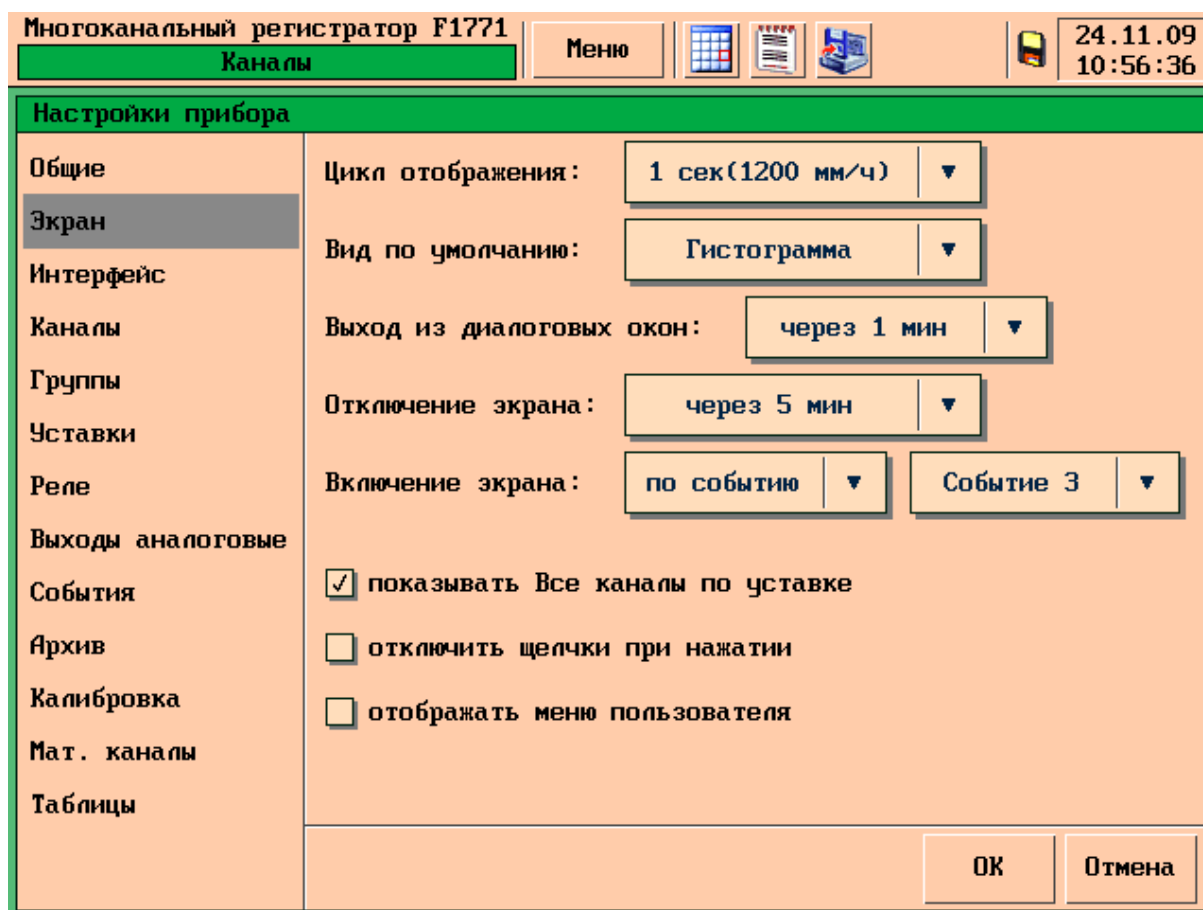 Многоканальный регистратор F1771
Каналы
Меню
24.11.09
10:56:36
Настройки прибора
Общие
Экран
Интерфейс
Каналы
Группы
Уставки
Реле
Выходы аналоговые
События
Архив
Калибровка
Мат. каналы
Таблицы
Цикл отображения: 1 сек(1200 мм/ч)
Вид по умолчанию: Гистограмма
Выход из диалоговых окон: через 1 мин
Отключение экрана: через 5 мин
Включение экрана: по событию Событие 3
показывать Все каналы по уставке
отключить щелчки при нажатии
отображать меню пользователя
ОК Отмена